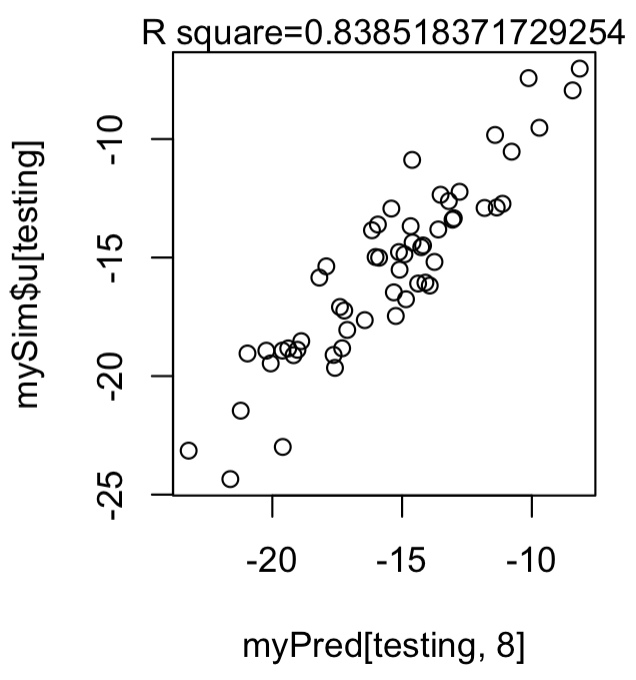 R square=0.838518371729254
mySim$u[testing]
-10
-15
-20
-25
-20 -15 -10
myPred[testing, 8]